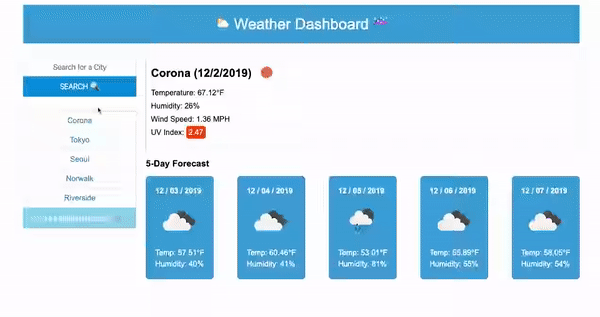 Weather Dashboard
Search for a City
SEARCH
Corona
Tokyo
Seoul
Norwalk
Riverside
Corona (12/2/2019)
Temperature: 67.12°F
Humidity: 26%
Wind Speed: 1.36 MPH
UV Index: 2.47
5-Day Forecast
12 / 03 / 2019
Temp: 57.51°F
Humidity: 40%
12 / 04 / 2019
Temp: 60.46°F
Humidity: 41%
12 / 05 / 2019
Temp: 53.01°F
Humidity: 81%
12 / 06 / 2019
Temp: 55.89°F
Humidity: 55%
12 / 07 / 2019
Temp: 58.05°F
Humidity: 54%